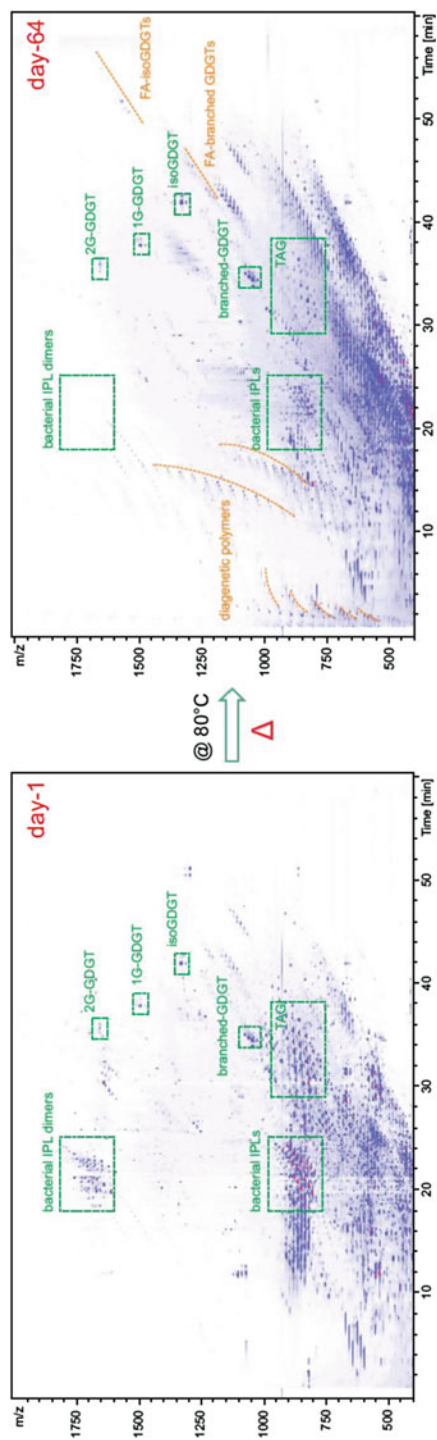 day-1
m/z
1750
1500
1250
1000
750
500
bacterial IPL dimers
2G-GDGT
1G-GDGT
isoGDGT
branched-GDGT
TAG
bacterial IPLs
10
20
30
40
50
Time [min]
@ 80°C
Δ
day-64
m/z
1750
1500
1250
1000
750
500
bacterial IPL dimers
2G-GDGT
1G-GDGT
isoGDGT
FA-isoGDGTs
FA-branched GDGTs
branched-GDGT
TAG
bacterial IPLs
diagenetic polymers
10
20
30
40
50
Time [min]